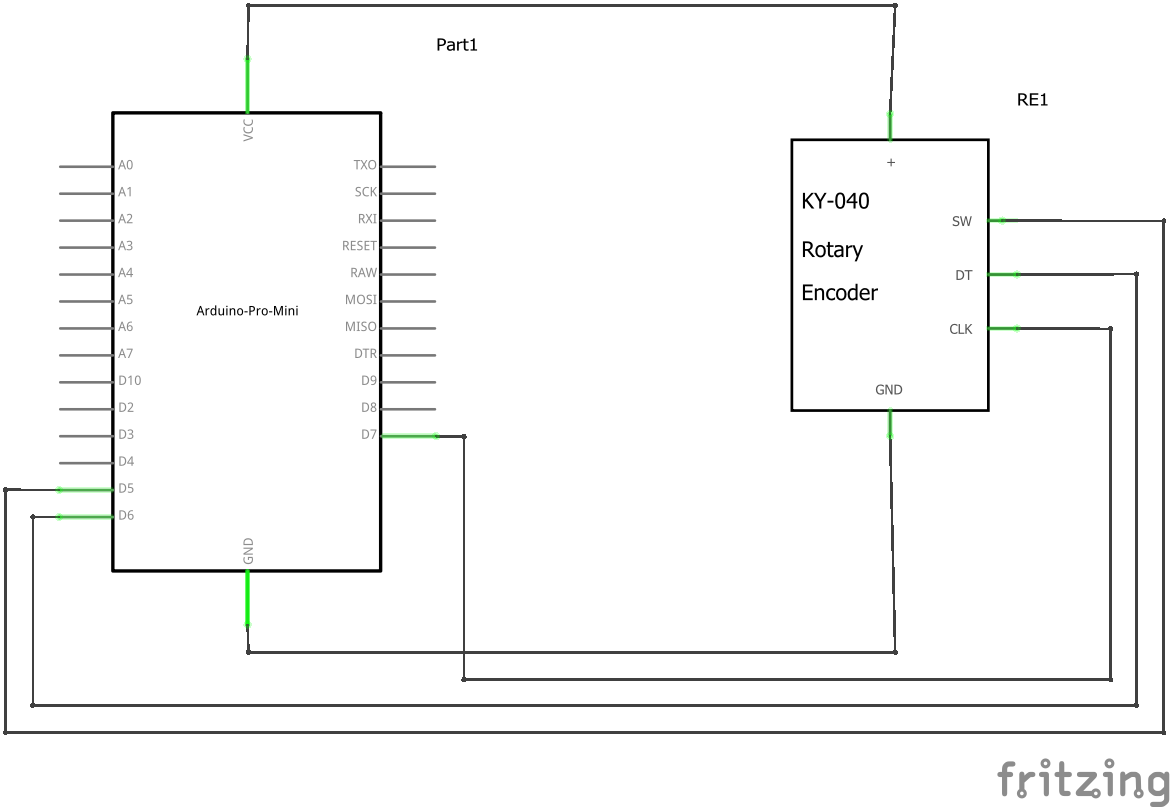 Part1
RE1
VCC
A0
TXO
A1
SCK
A2
RXI
A3
RESET
A4
RAW
A5
MOSI
A6
MISO
A7
DTR
D10
D9
D2
D8
D3
D7
D4
D5
D6
Arduino-Pro-Mini
GND
+
KY-040
Rotary
Encoder
SW
DT
CLK
GND
fritzing